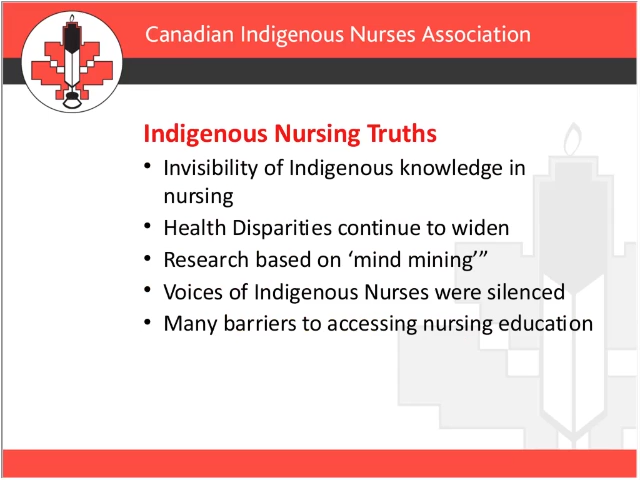 Canadian Indigenous Nurses Association
Indigenous Nursing Truths
• Invisibility of Indigenous knowledge in
nursing
• Health Disparities continue to widen
• Research based on ‘mind mining’”
• Voices of Indigenous Nurses were silenced
• Many barriers to accessing nursing education